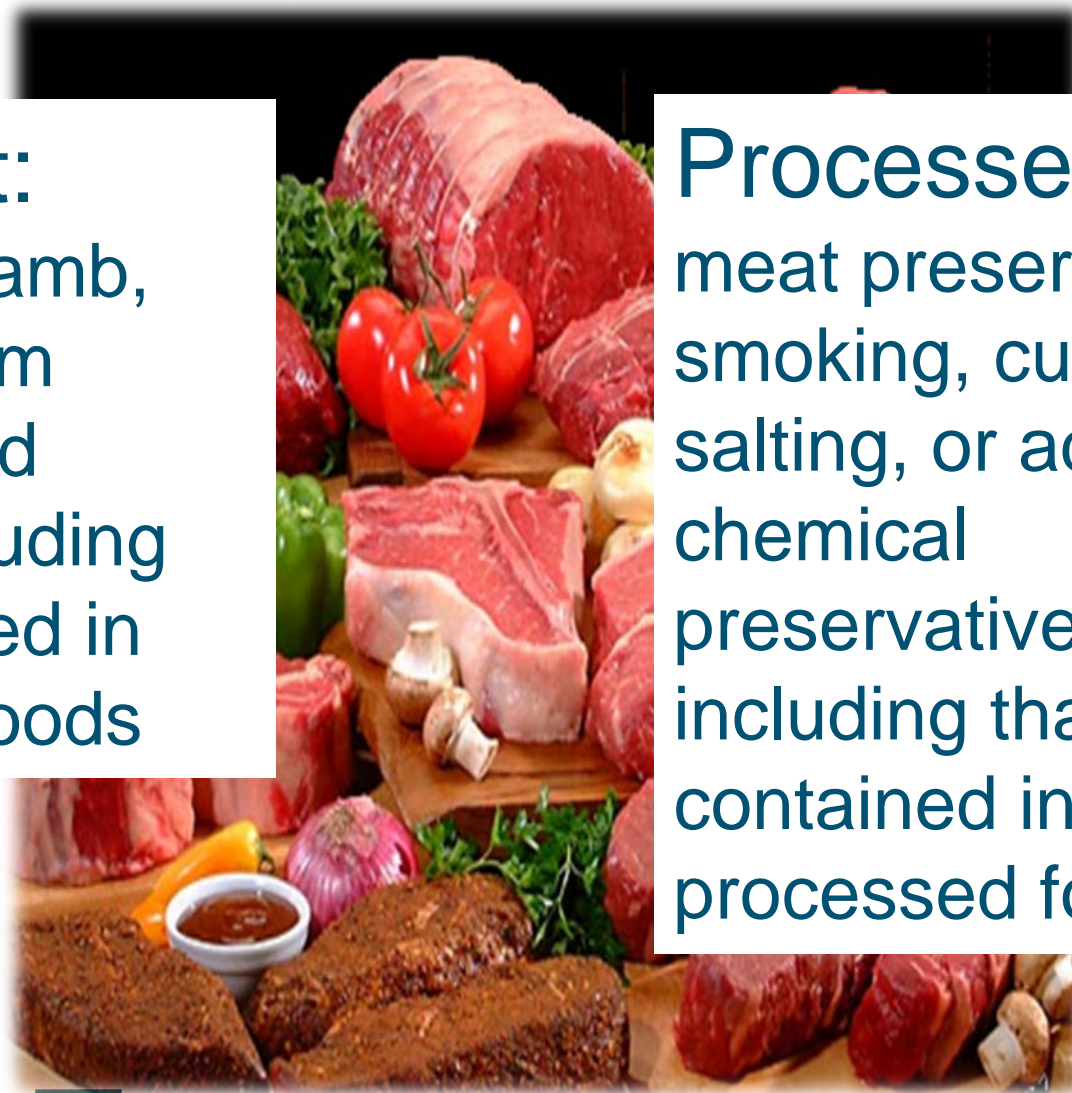 t:
amb,
m
d
uding
ed in
oods
Processe
meat preser
smoking, cu
salting, or a
chemical
preservative
including tha
contained in
processed fo